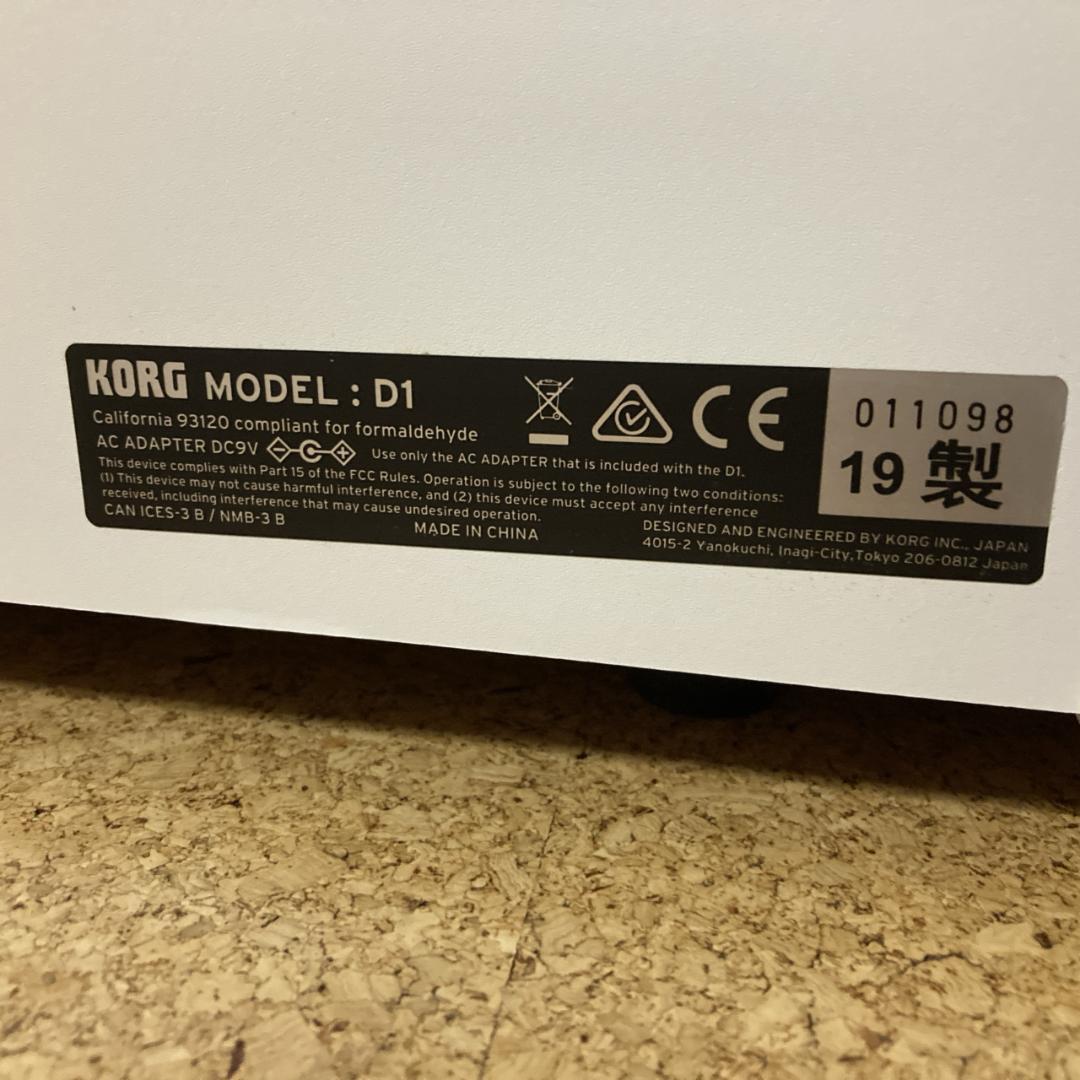 KORG MODEL : D1
California 93120 compliant for formaldehyde
AC ADAPTER DC9V Use only the AC ADAPTER that is included with the D1.
This device complies with Part 15 of the FCC Rules. Operation is subject to the following two conditions:
(1) This device may not cause harmful interference, and (2) this device must accept any interference
received, including interference that may cause undesired operation.
CAN ICES-3 B / NMB-3 B
MADE IN CHINA
CE
011098
19 製
DESIGNED AND ENGINEERED BY KORG INC., JAPAN
4015-2 Yanokuchi, Inagi-City,Tokyo 206-0812 Japan